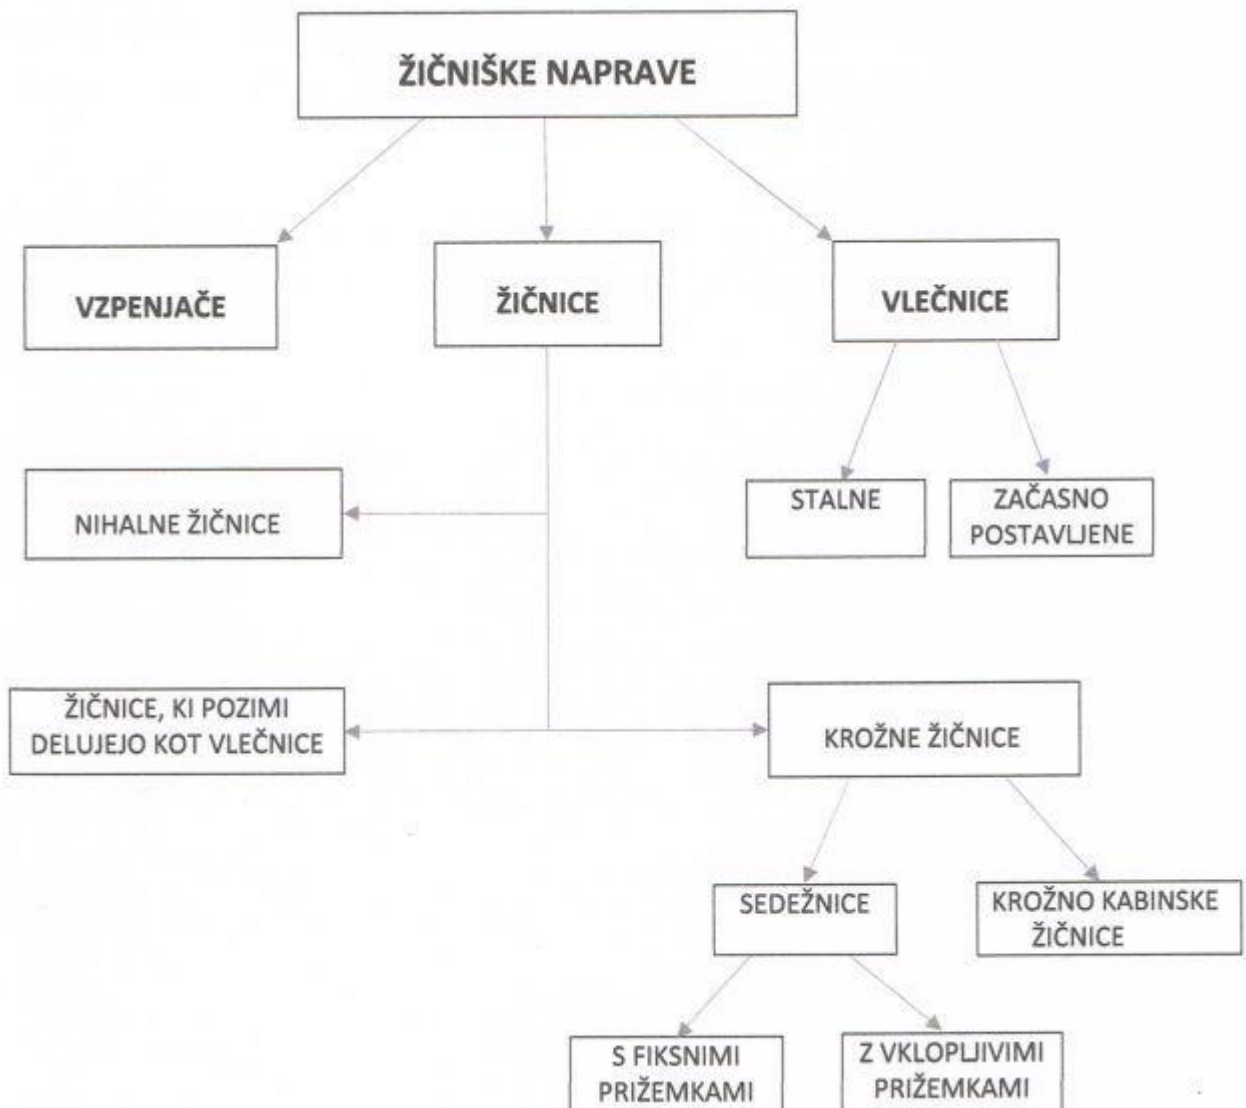 ŽIČNIŠKE NAPRAVE
VZPENJAČE
ŽIČNICE
VLEČNICE
NIHALNE ŽIČNICE
STALNE
ZAČASNO
POSTAVLJENE
ŽIČNICE, KI POZIMI
DELUJEJO KOT VLEČNICE
KROŽNE ŽIČNICE
SEDEŽNICE
KROŽNO KABINSKE
ŽIČNICE
S FIKSNIMI
PRIŽEMKAMI
Z VKLOPLJIVIMI
PRIŽEMKAMI